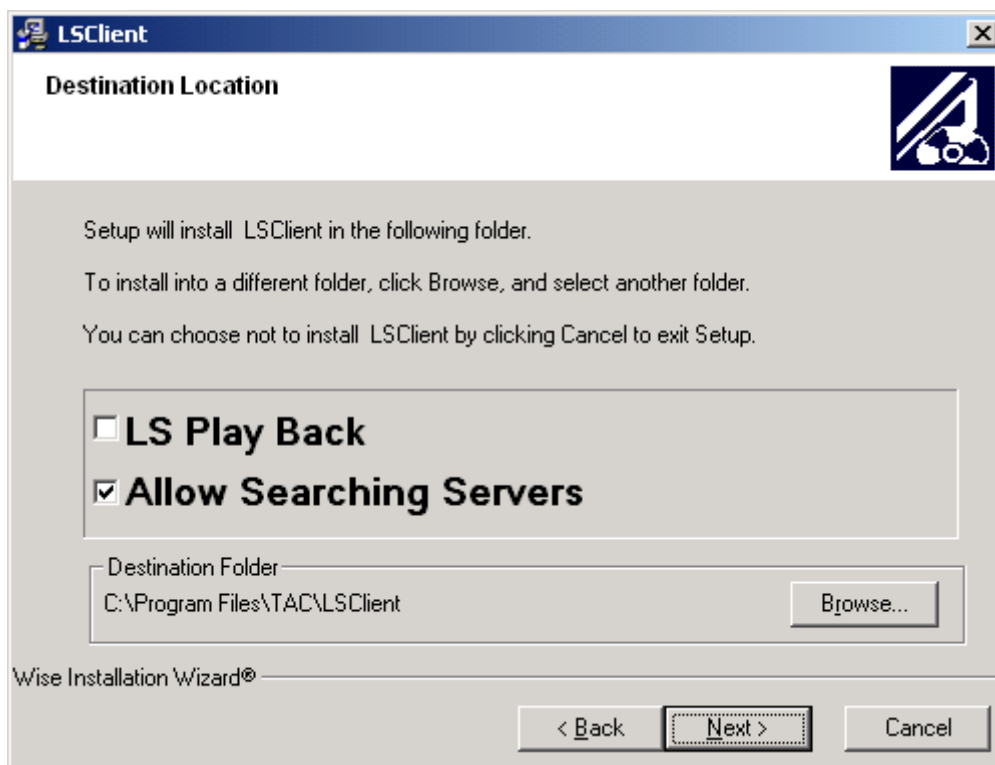 LSClient
Destination Location
Setup will install LSClient in the following folder.
To install into a different folder, click Browse, and select another folder.
You can choose not to install LSClient by clicking Cancel to exit Setup.
LS Play Back
Allow Searching Servers
Destination Folder
C:\Program Files\TAC\LSClient
Browse...
Wise Installation Wizard®
< Back
Next >
Cancel